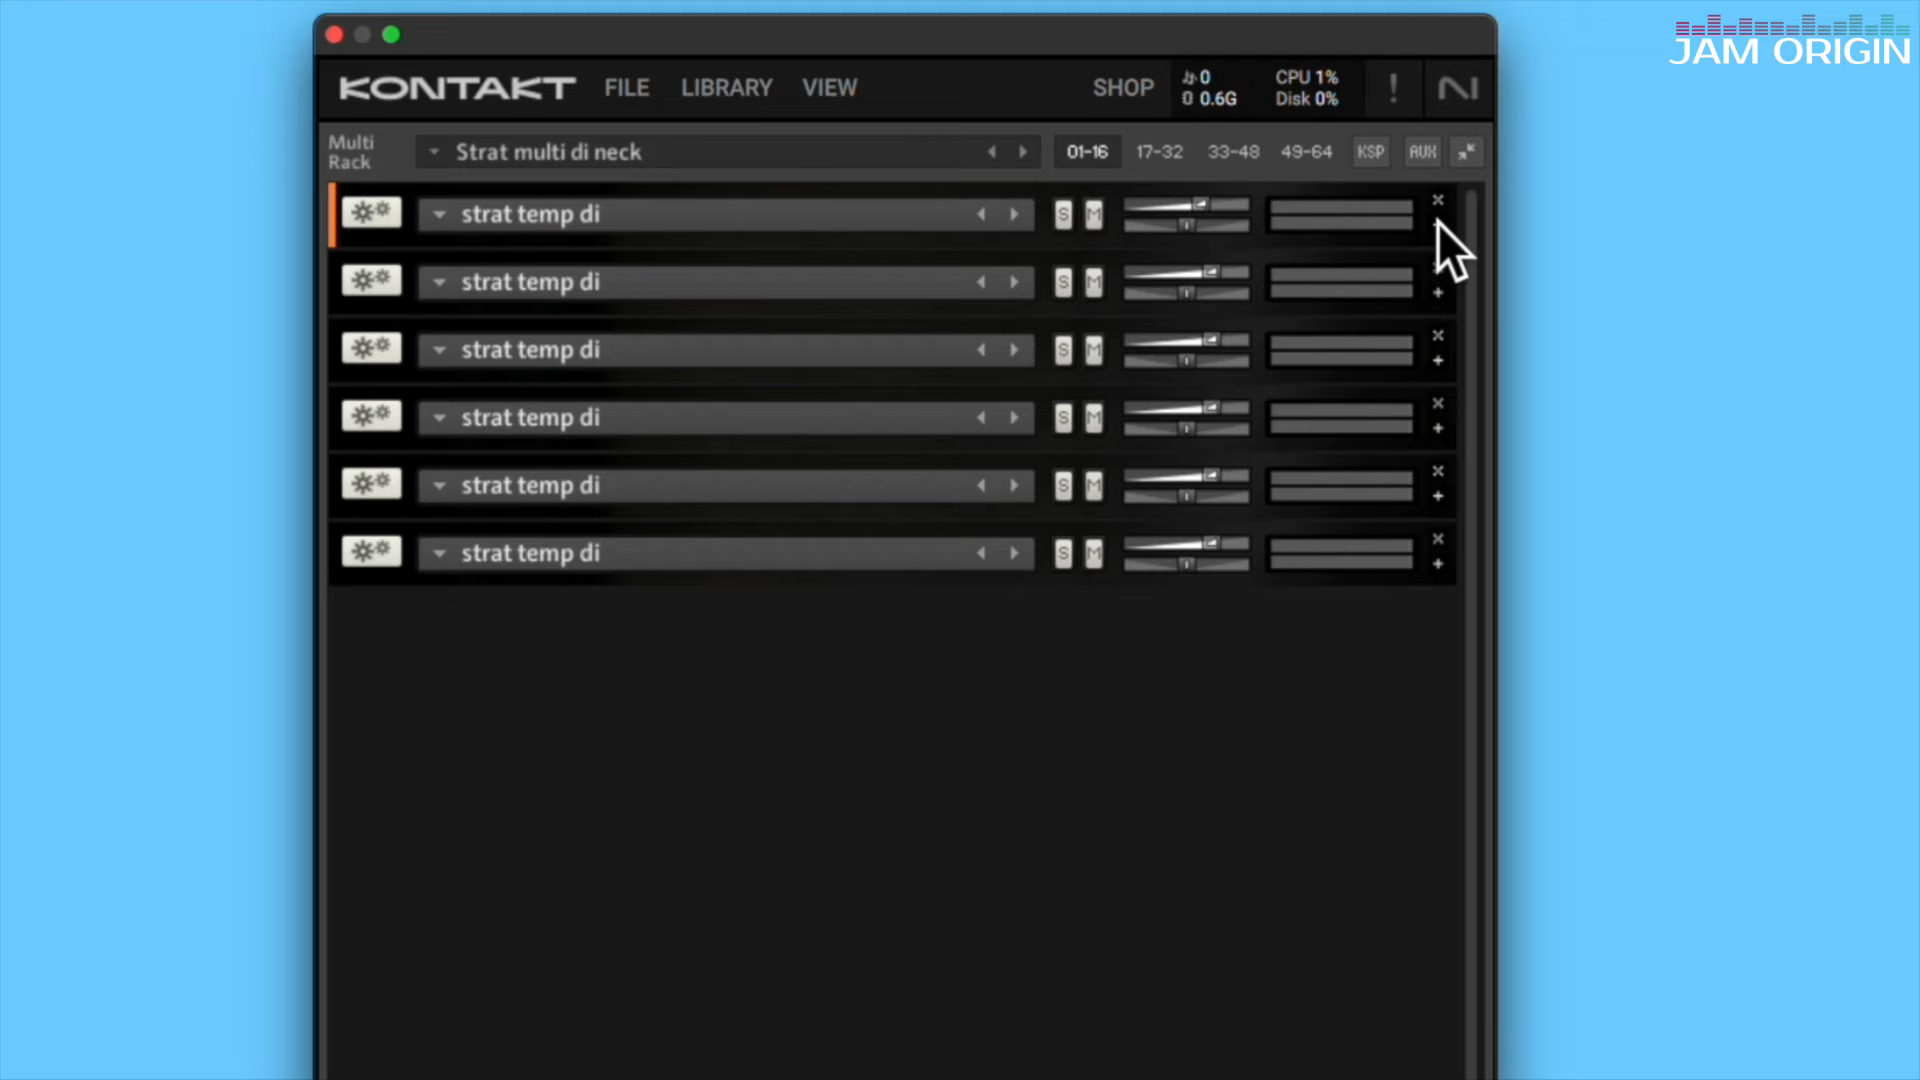 JAM ORIGIN
KONTAKT FILE LIBRARY VIEW SHOP 0 CPU 1%
0.6G Disk 0%
Multi Rack Strat multi di neck 01-16 17-32 33-48 49-64 KSP AUX
strat temp di S M
strat temp di S M
strat temp di S M
strat temp di S M
strat temp di S M
strat temp di S M